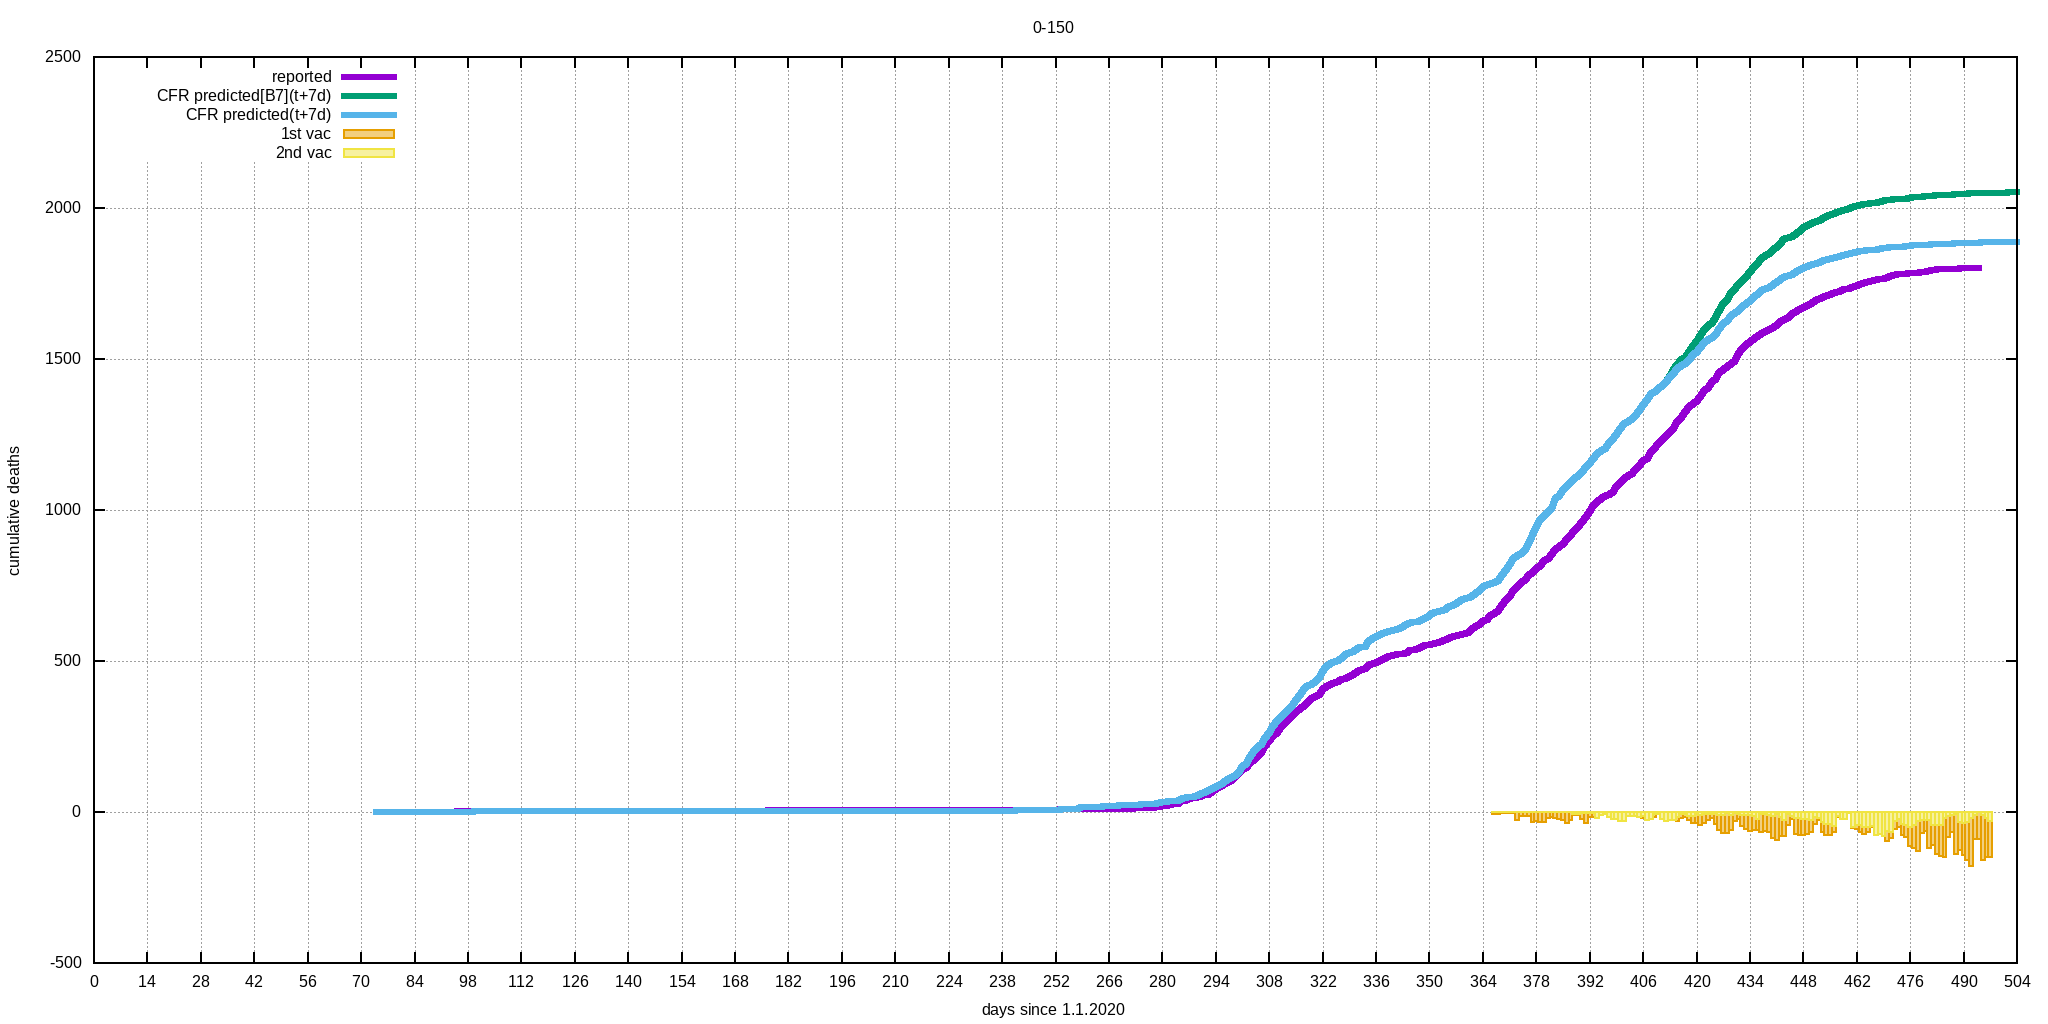 0-150
2500
2000
1500
1000
500
0
-500
reported
CFR predicted[B7](t+7d)
CFR predicted(t+7d)
1st vac
2nd vac
cumulative deaths
0 14 28 42 56 70 84 98 112 126 140 154 168 182 196 210 224 238 252 266 280 294 308 322 336 350 364 378 392 406 420 434 448 462 476 490 504
days since 1.1.2020